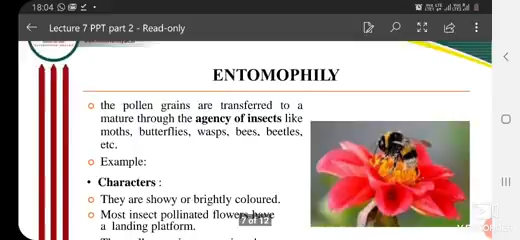 18:04
Lecture 7 PPT part 2 - Read-only
ENTOMOPHILY
the pollen grains are transferred to a
mature through the agency of insects like
moths, butterflies, wasps, bees, beetles,
etc.
Example:
• Characters :
They are showy or brightly coloured.
Most insect pollinated flowers have
a landing platform.
7 of 12